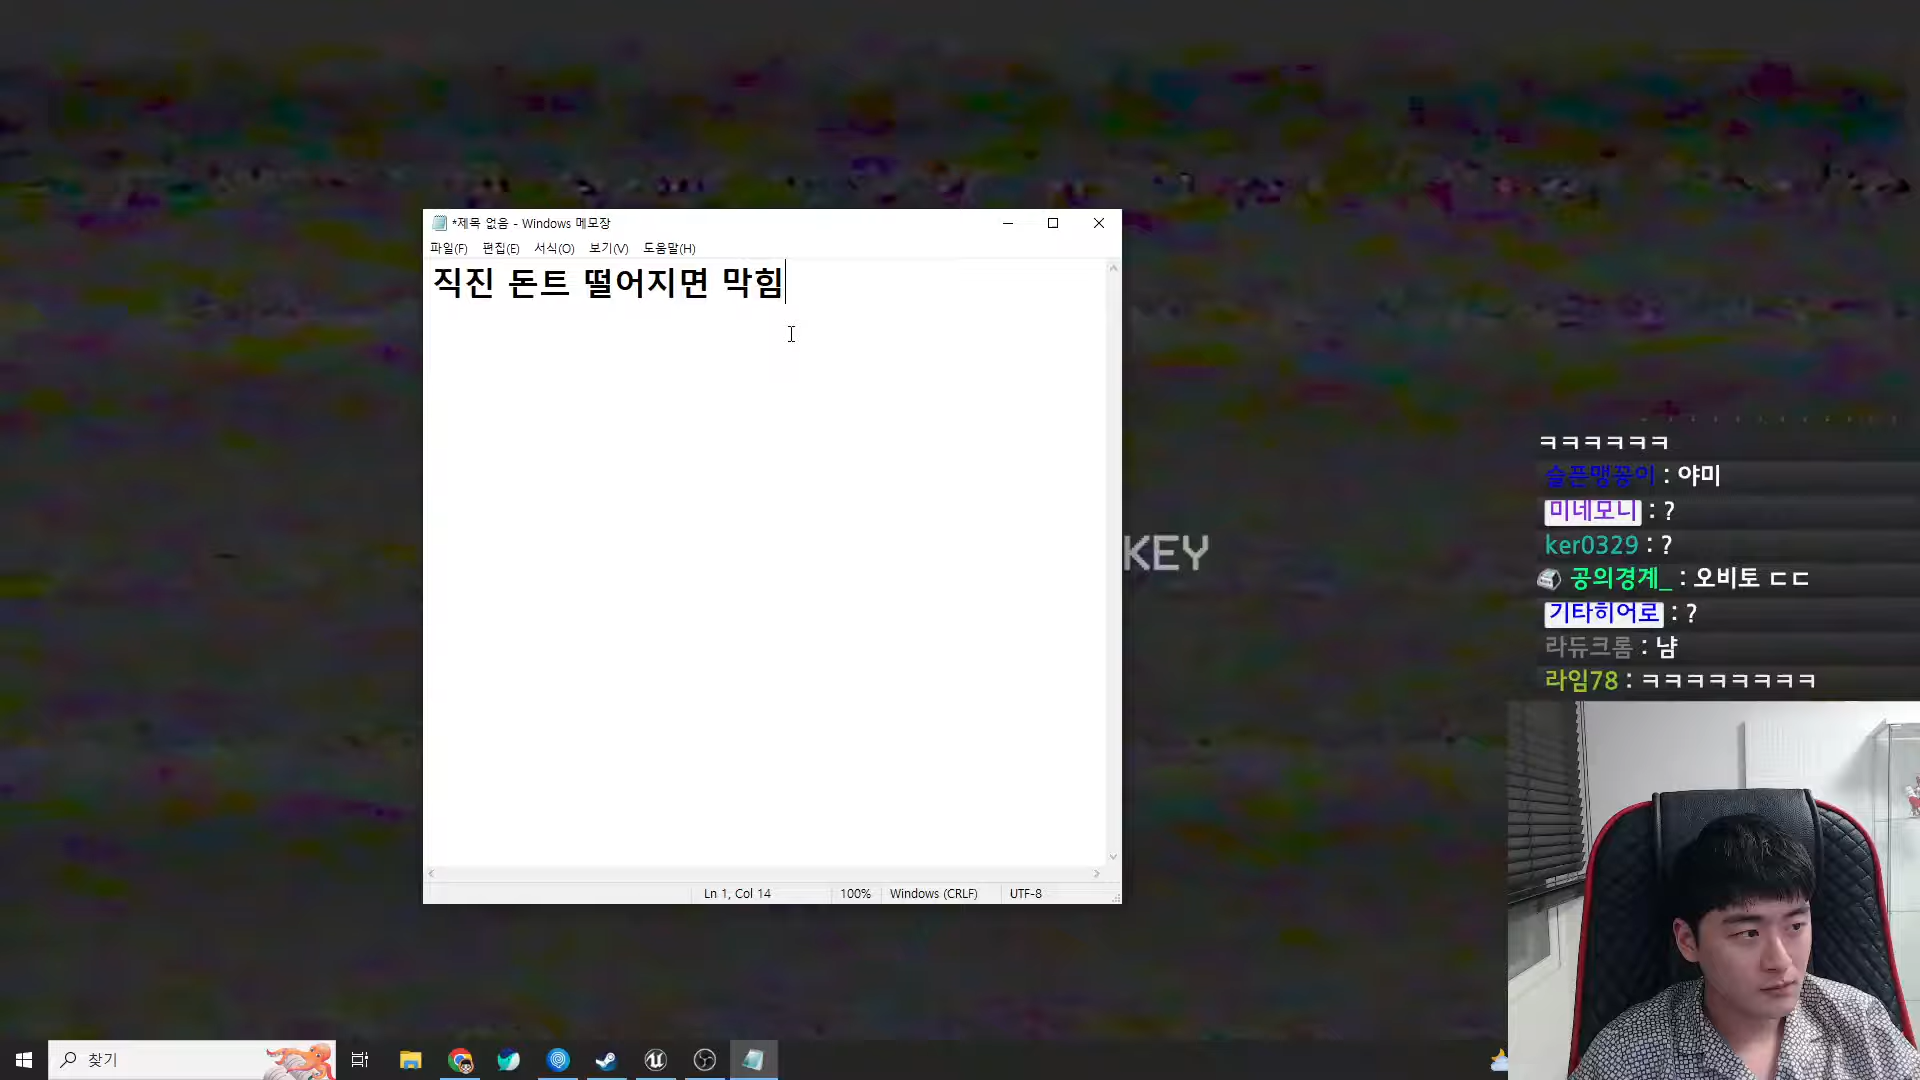 *제목 없음 - Windows 메모장
파일(F) 편집(E) 서식(O) 보기(V) 도움말(H)
직진 돈트 떨어지면 막힘
KEY
ㅋㅋㅋㅋㅋㅋ
슬픈맹꽁이 : 야미
미네모니 : ?
ker0329 : ?
공의경계_ : 오비토 ㄷㄷ
기타히어로 : ?
라듀크롬 : 냠
라임78 : ㅋㅋㅋㅋㅋㅋㅋㅋ
Ln 1, Col 14 100% Windows (CRLF) UTF-8
찾기